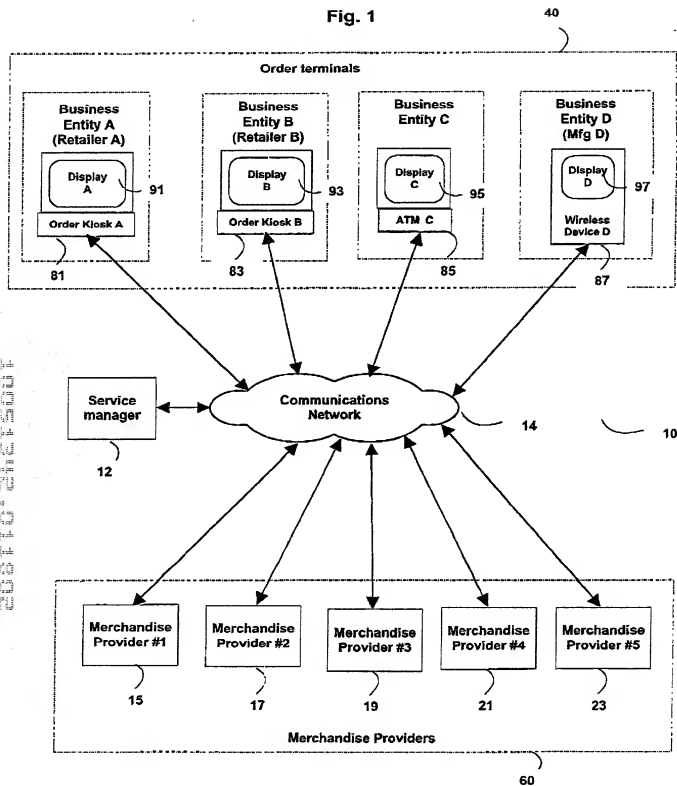 Fig. 1
40
Order terminals
Business Entity A (Retailer A)
Display A
91
Order Kiosk A
81
Business Entity B (Retailer B)
Display B
93
Order Kiosk B
83
Business Entity C
Display C
95
ATM C
85
Business Entity D (Mfg D)
Display D
97
Wireless Device D
87
Service manager
12
Communications Network
14
10
Merchandise Provider #1
15
Merchandise Provider #2
17
Merchandise Provider #3
19
Merchandise Provider #4
21
Merchandise Provider #5
23
Merchandise Providers
60